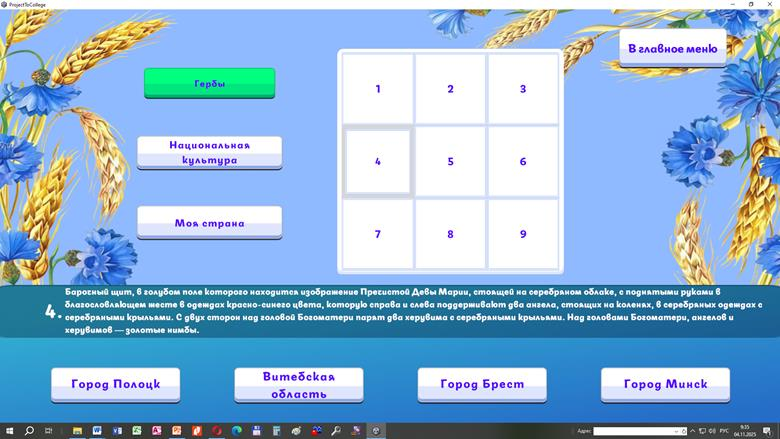 ProjectToCollege
В главное меню
Гербы
1 2 3
Национальная
культура
4 5 6
Моя страна
7 8 9
Барочный щит, в голубом поле которого находится изображение Пречистой Девы Марии, стоящей на серебряном облаке, с поднятыми руками в
благословляющем жесте в одеждах красно-синего цвета, которую справа и слева поддерживают два ангела, стоящих на коленях, в серебряных одеждах с
4. серебряными крыльями. С двух сторон над головой Богоматери парят два херувима с серебряными крыльями. Над головами Богоматери, ангелов и
херувимов — золотые нимбы.
Город Полоцк
Витебская
область
Город Брест
Город Минск
Адрес
РУС
9:35
04.11.2025